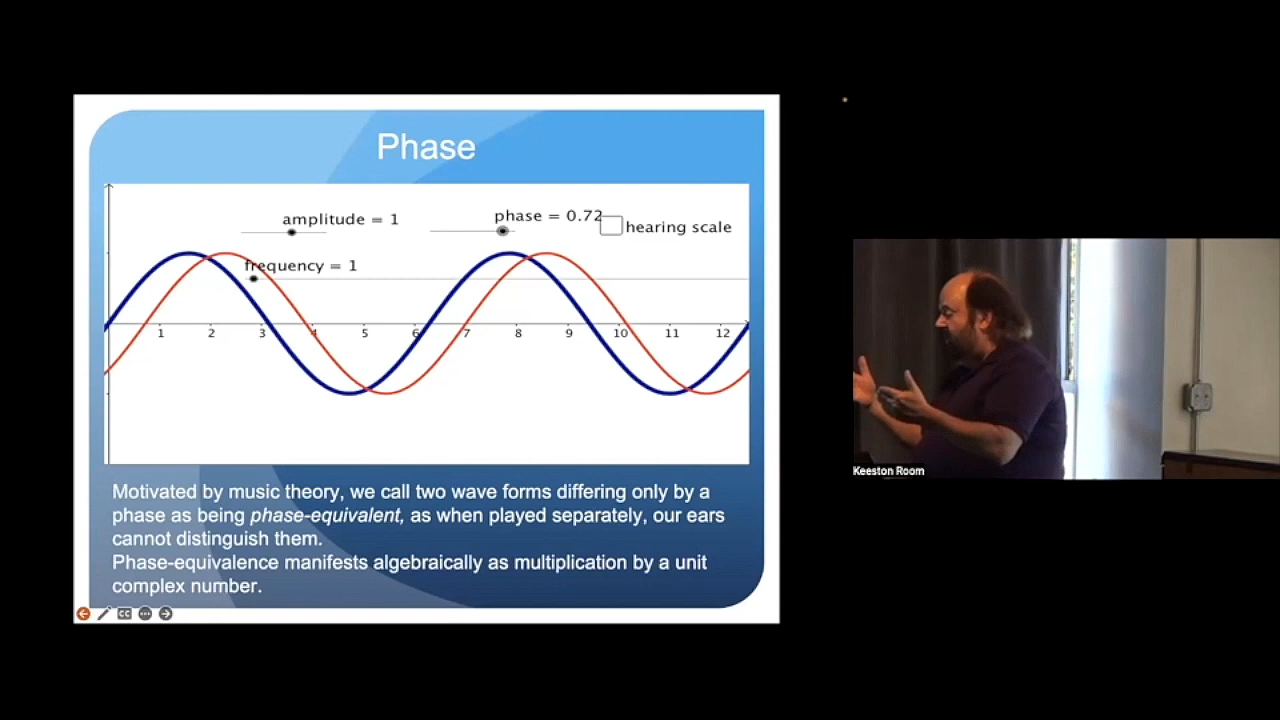 Phase
amplitude = 1
phase = 0.72
hearing scale
frequency = 1
1 2 3 4 5 6 7 8 9 10 11 12
Motivated by music theory, we call two wave forms differing only by a
phase as being phase-equivalent, as when played separately, our ears
cannot distinguish them.
Phase-equivalence manifests algebraically as multiplication by a unit
complex number.
CC
Keeston Room